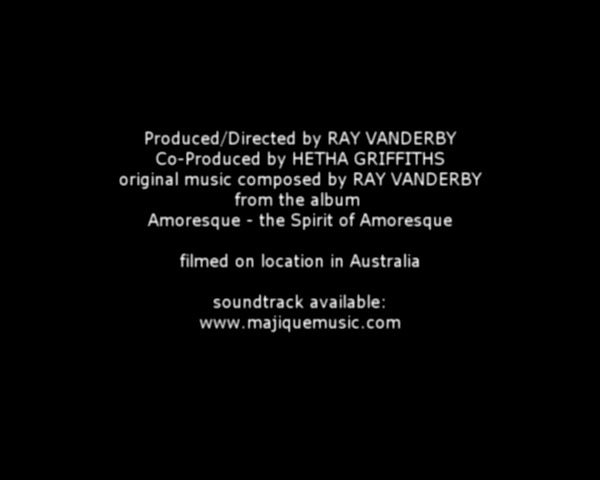 Produced/Directed by RAY VANDERBY
Co-Produced by HETHA GRIFFITHS
original music composed by RAY VANDERBY
from the album
Amoresque - the Spirit of Amoresque
filmed on location in Australia
soundtrack available:
www.majiquemusic.com